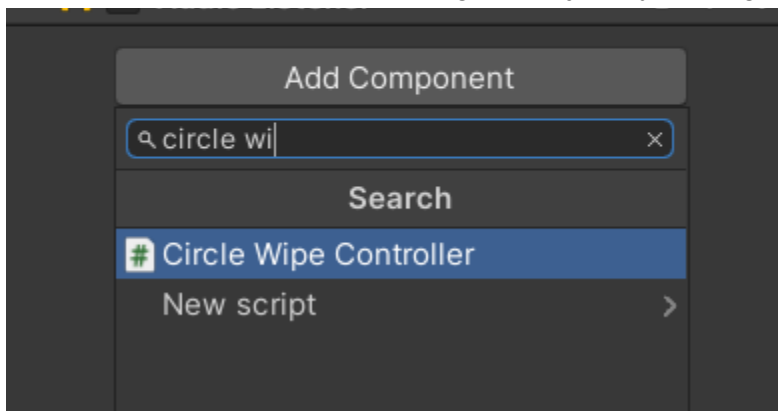 Add Component
circle wi
Search
# Circle Wipe Controller
New script